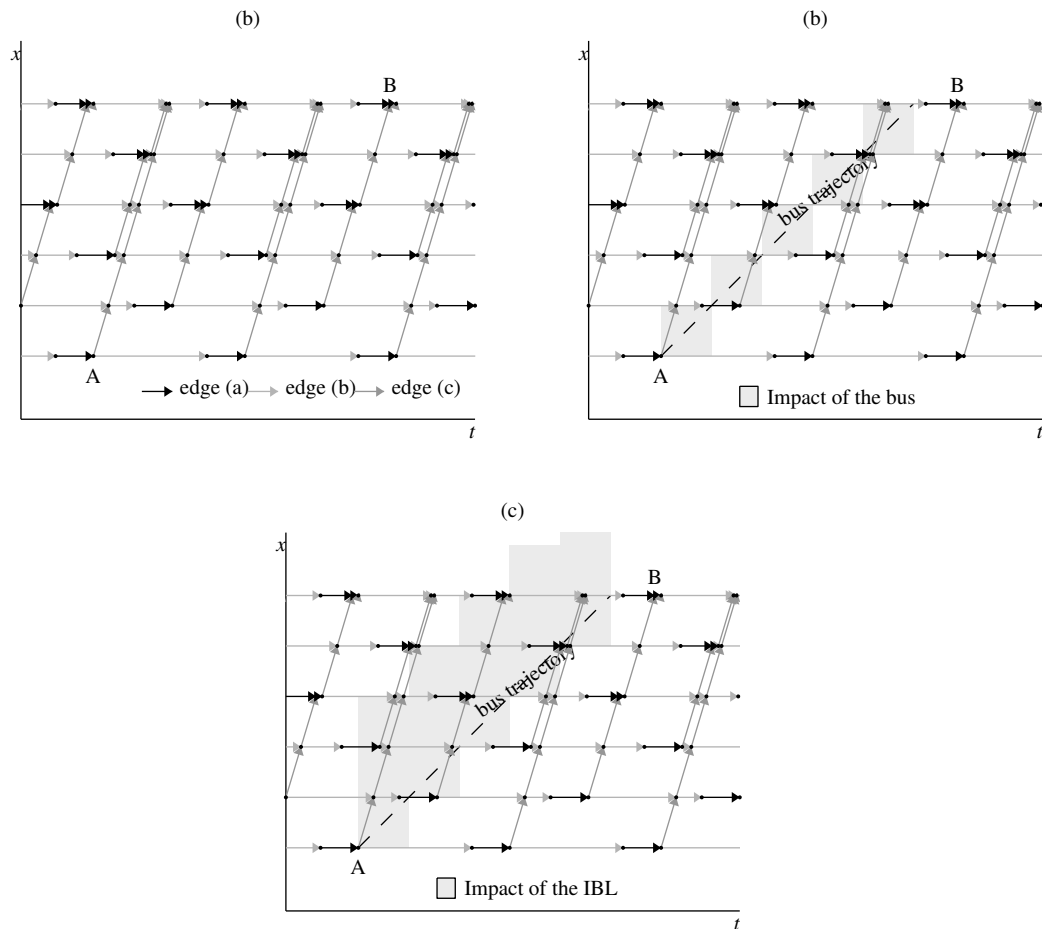 (b)
x
B
A
edge (a) edge (b) edge (c)
t
(b)
x
B
bus trajectory
A
Impact of the bus
t
(c)
x
B
bus trajectory
A
Impact of the IBL
t